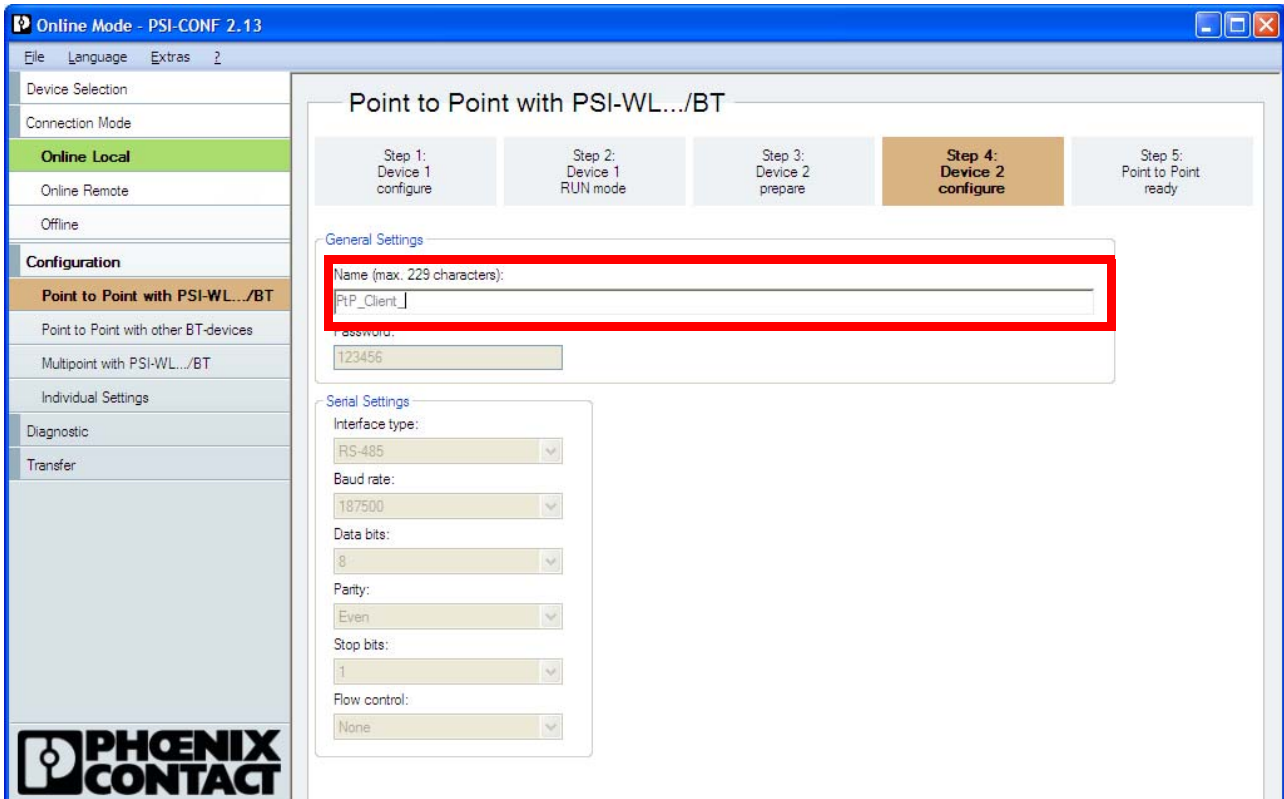 Online Mode - PSI-CONF 2.13
File Language Extras ?
Device Selection
Connection Mode
Online Local
Online Remote
Offline
Configuration
Point to Point with PSI-WL.../BT
Point to Point with other BT-devices
Multipoint with PSI-WL.../BT
Individual Settings
Diagnostic
Transfer
PHŒNIX
CONTACT
Point to Point with PSI-WL.../BT
Step 1:
Device 1
configure
Step 2:
Device 1
RUN mode
Step 3:
Device 2
prepare
Step 4:
Device 2
configure
Step 5:
Point to Point
ready
General Settings
Name (max. 229 characters):
PtP_Client_
Password:
123456
Serial Settings
Interface type:
RS-485
Baud rate:
187500
Data bits:
8
Parity:
Even
Stop bits:
1
Flow control:
None